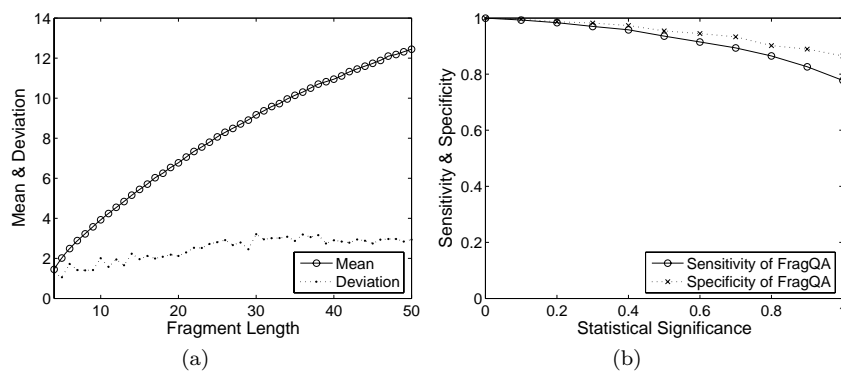 14
12
10
8
6
4
2
0
Mean & Deviation
10
20
30
40
50
Fragment Length
Mean
Deviation
(a)
1
0.8
0.6
0.4
0.2
0
Sensitivity & Specificity
0
0.2
0.4
0.6
0.8
1
Statistical Significance
Sensitivity of FragQA
Specificity of FragQA
(b)